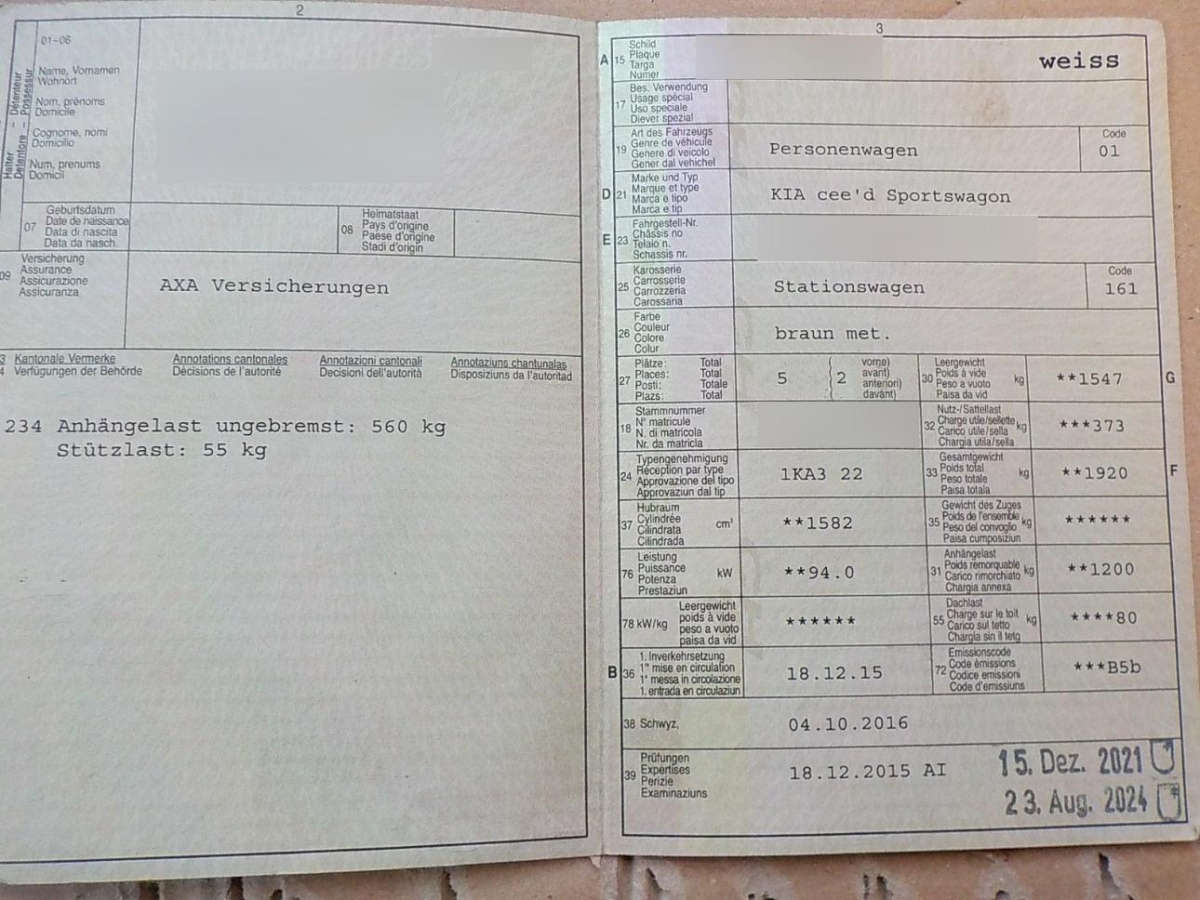 2
01-06
Halter - Détenteur
Detentore - Possessur
Name, Vornamen
Wohnort
Nom, prénoms
Domicile
Cognome, nomi
Domicilio
Num, prenums
Domicil
07
Geburtsdatum
Date de naissance
Data di nascita
Data da nasch.
08
Heimatstaat
Pays d'origine
Paese d'origine
Stadi d'origin
09
Versicherung
Assurance
Assicurazione
Assicuranza
AXA Versicherungen
3 Kantonale Vermerke Annotations cantonales Annotazioni cantonali Annotaziuns chantunalas
4 Verfügungen der Behörde Décisions de l'autorité Decisioni dell'autorità Disposiziuns da l'autoritad
234 Anhängelast ungebremst: 560 kg
Stützlast: 55 kg
3
A 15
Schild
Plaque
Targa
Numer
weiss
17
Bes. Verwendung
Usage spécial
Uso speciale
Diever spezial
19
Art des Fahrzeugs
Genre de véhicule
Genere di veicolo
Gener dal vehichel
Personenwagen
Code
01
D 21
Marke und Typ
Marque et type
Marca e tipo
Marca e tip
KIA cee'd Sportswagon
E 23
Fahrgestell-Nr.
Châssis no
Telaio n.
Schassis nr.
25
Karosserie
Carrosserie
Carrozzeria
Carossaria
Stationswagen
Code
161
26
Farbe
Couleur
Colore
Colur
braun met.
27
Plätze: Total
Places: Total
Posti: Totale
Plazs: Total
5
2
vorne)
avant)
anteriori)
davant)
30
Leergewicht
Poids à vide
Peso a vuoto
Paisa da vid
kg
**1547
G
18
Stammnummer
N° matricule
N. di matricola
Nr. da matricla
32
Nutz-/Sattellast
Charge utile/sellette
Carico utile/sella
Chargia utila/sella
kg
***373
24
Typengenehmigung
Réception par type
Approvazione del tipo
Approvaziun dal tip
1KA3 22
33
Gesamtgewicht
Poids total
Peso totale
Paisa totala
kg
**1920
F
37
Hubraum
Cylindrée
Cilindrata
Cilindrada
cm³
**1582
35
Gewicht des Zuges
Poids de l'ensemble
Peso del convoglio
Paisa cumposiziun
kg
******
76
Leistung
Puissance
Potenza
Prestaziun
kW
**94.0
31
Anhängelast
Poids remorquable
Carico rimorchiato
Chargia annexa
kg
**1200
78 kW/kg
Leergewicht
poids à vide
peso a vuoto
paisa da vid
******
55
Dachlast
Charge sur le toit
Carico sul tetto
Chargia sin il tetg
kg
****80
B 36
1. Inverkehrsetzung
1re mise en circulation
1a messa in circolazione
1. entrada en circulaziun
18.12.15
72
Emissionscode
Code émissions
Codice emissioni
Code d'emissiuns
***B5b
38 Schwyz,
04.10.2016
39
Prüfungen
Expertises
Perizie
Examinaziuns
18.12.2015 AI
15. Dez. 2021
23. Aug. 2024